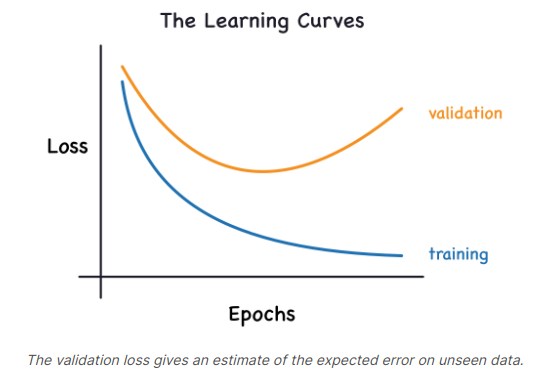 The Learning Curves
validation
Loss
training
Epochs
The validation loss gives an estimate of the expected error on unseen data.